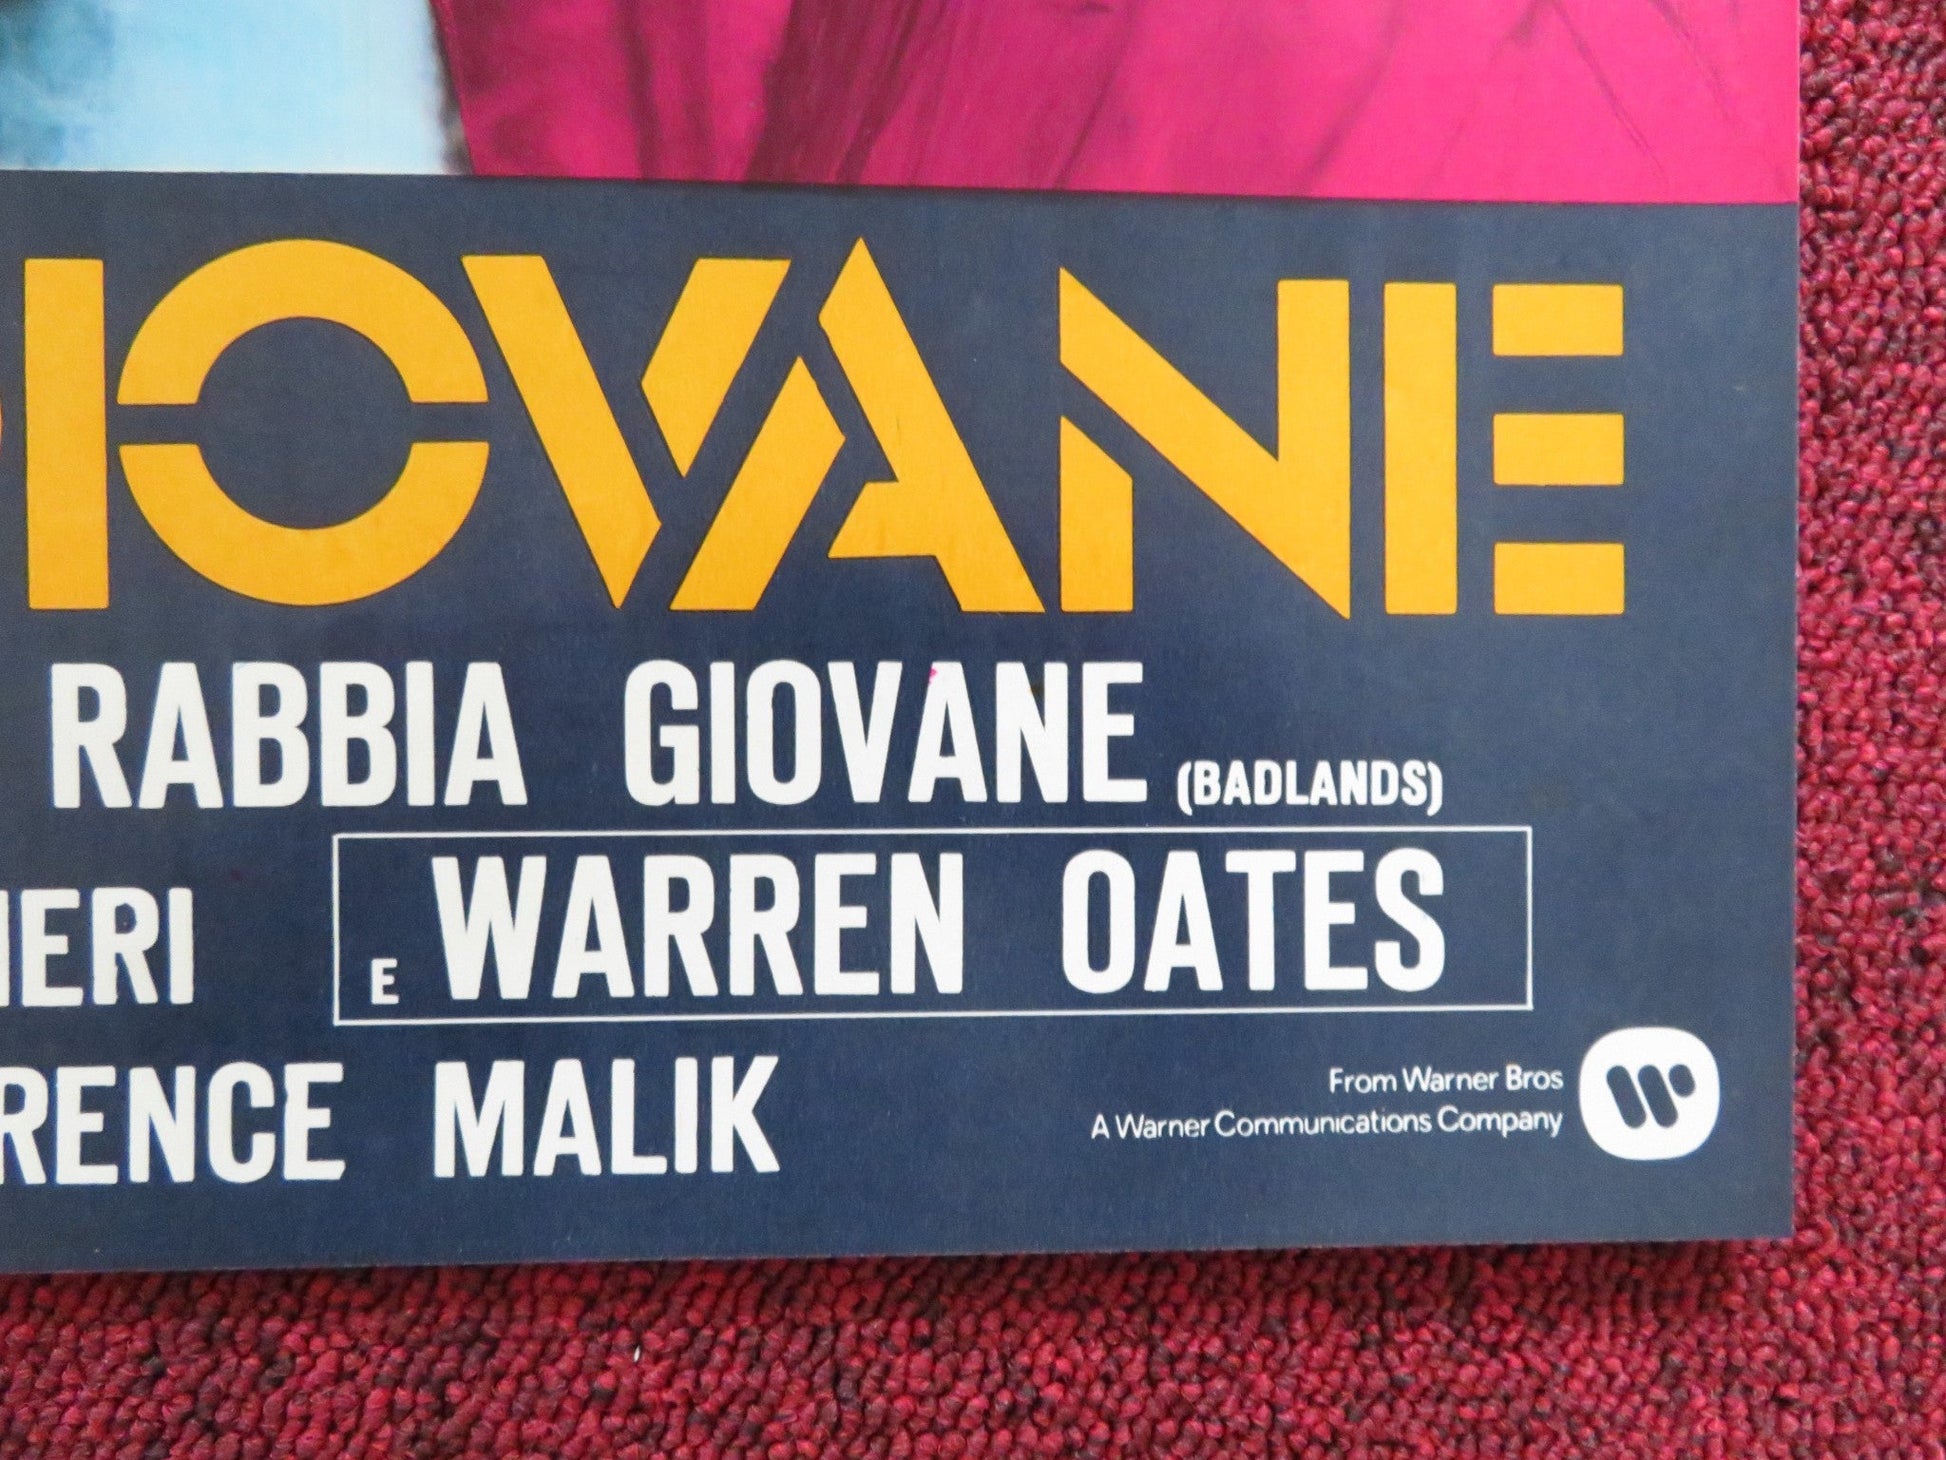 GIOVANE
RABBIA GIOVANE (BADLANDS)
IERI E WARREN OATES
RENCE MALIK
From Warner Bros
A Warner Communications Company